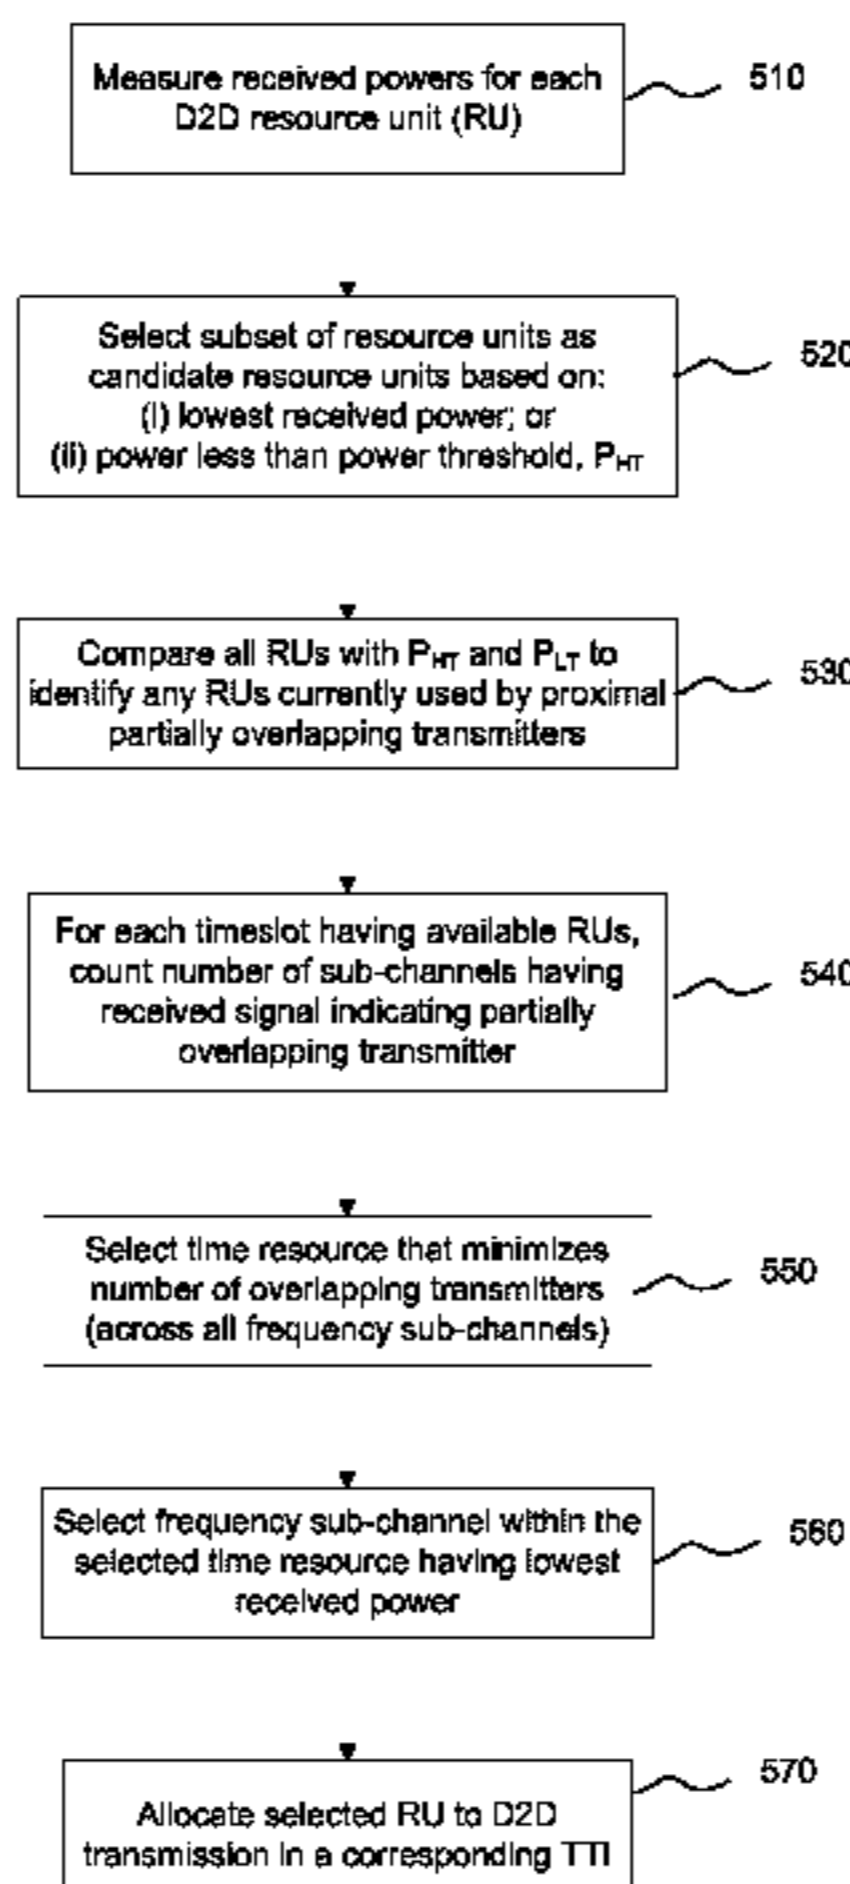 Measure received powers for each
D2D resource unit (RU)
510
Select subset of resource units as
candidate resource units based on:
(i) lowest received power; or
(ii) power less than power threshold, PHT
520
Compare all RUs with PHT and PLT to
identify any RUs currently used by proximal
partially overlapping transmitters
530
For each timeslot having available RUs,
count number of sub-channels having
received signal indicating partially
overlapping transmitter
540
Select time resource that minimizes
number of overlapping transmitters
(across all frequency sub-channels)
550
Select frequency sub-channel within the
selected time resource having lowest
received power
560
Allocate selected RU to D2D
transmission in a corresponding TTI
570